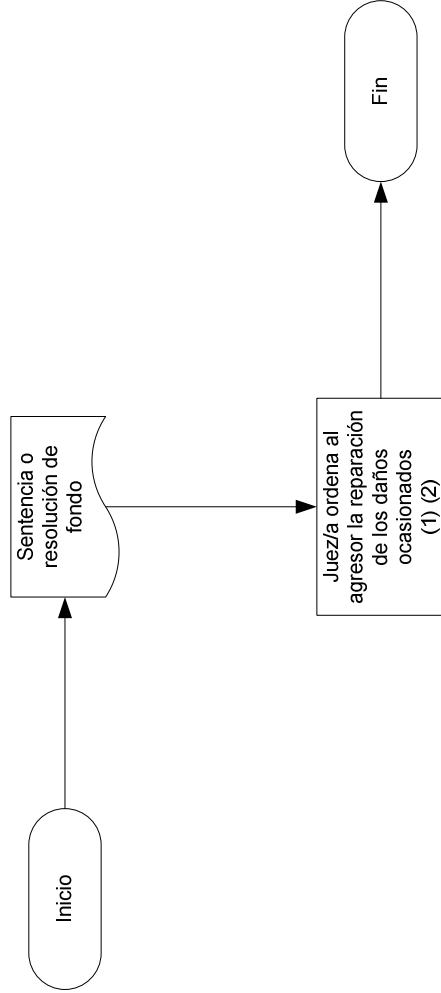 Inicio
Sentencia o
resolución de
fondo
Juez/a ordena al
agresor la reparación
de los daños
ocasionados
(1) (2)
Fin